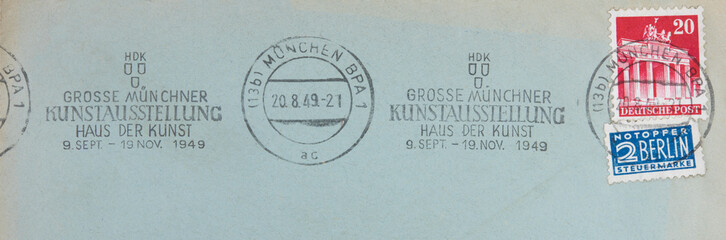 BPA 1
HDK
GROSSE MÜNCHNER
KUNSTAUSSTELLUNG
HAUS DER KUNST
9. SEPT. – 19. NOV. 1949
(13b) MÜNCHEN BPA 1
20.8.49.-21
ac
HDK
GROSSE MÜNCHNER
KUNSTAUSSTELLUNG
HAUS DER KUNST
9. SEPT. – 19. NOV. 1949
(13b) MÜNCHEN BPA
20
DEUTSCHE POST
NOTOPFER
2 BERLIN
STEUERMARKE